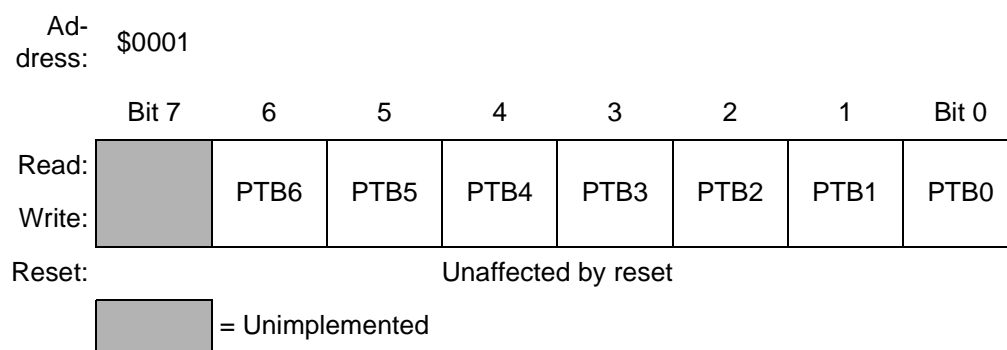 Ad-
dress:
$0001
Bit 7 6 5 4 3 2 1 Bit 0
Read:
PTB6 PTB5 PTB4 PTB3 PTB2 PTB1 PTB0
Write:
Reset: Unaffected by reset
= Unimplemented